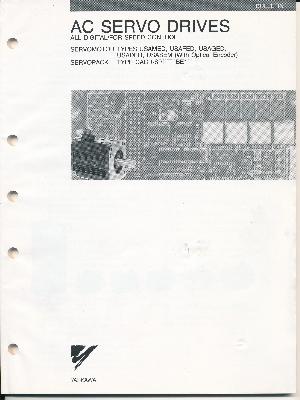 BULLETIN
AC SERVO DRIVES
ALL DIGITAL/FOR SPEED CONTROL
SERVOMOTOR: TYPES USAMED, USAFED, USAGED,
USADED, USASEM (With Optical Encoder)
SERVOPACK: TYPE
YASKAWA